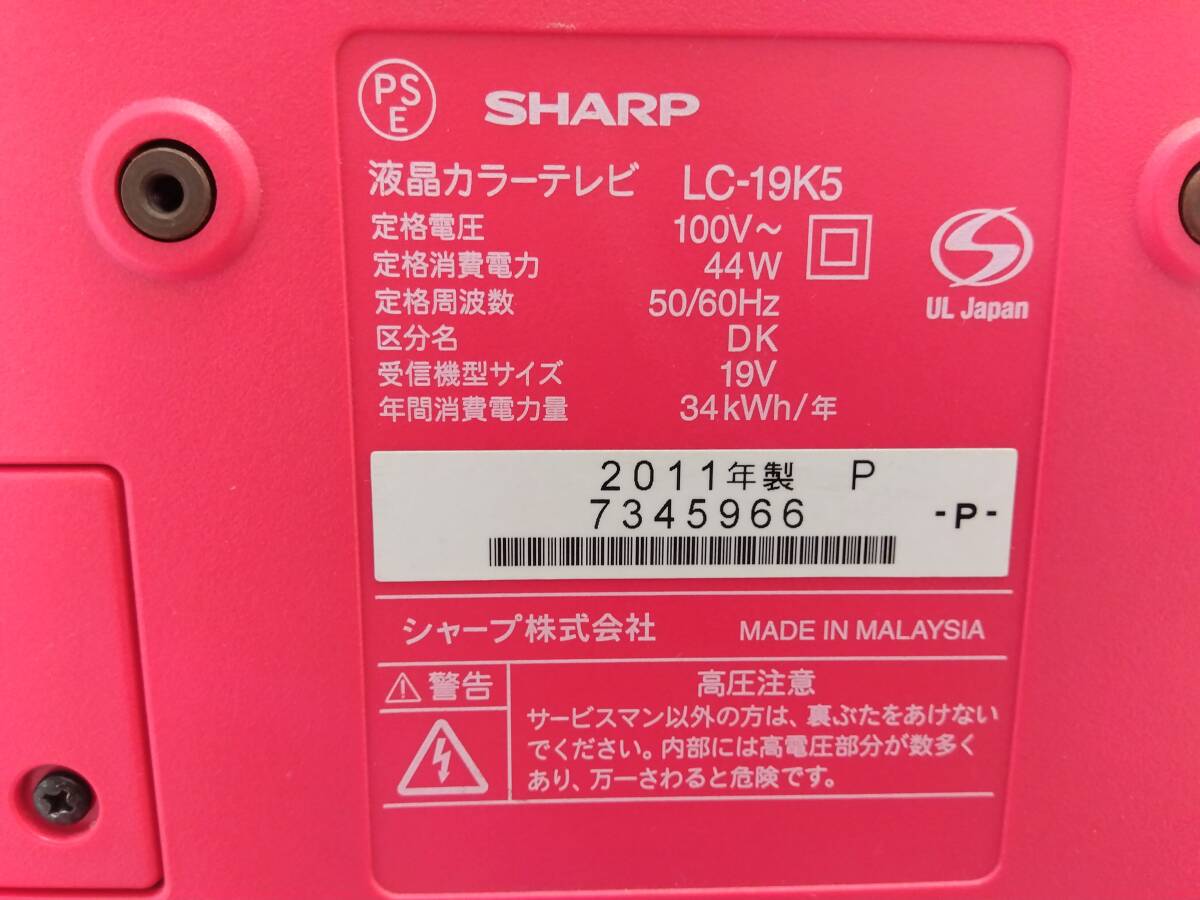 PS
E
SHARP
液晶カラーテレビ LC-19K5
定格電圧 100V~
定格消費電力 44W
定格周波数 50/60Hz
区分名 DK
受信機型サイズ 19V
年間消費電力量 34kWh/年
UL Japan
2011年製 P
7345966 -P-
シャープ株式会社 MADE IN MALAYSIA
警告
高圧注意
サービスマン以外の方は、裏ぶたをあけない
でください。内部には高電圧部分が数多く
あり、万一さわると危険です。